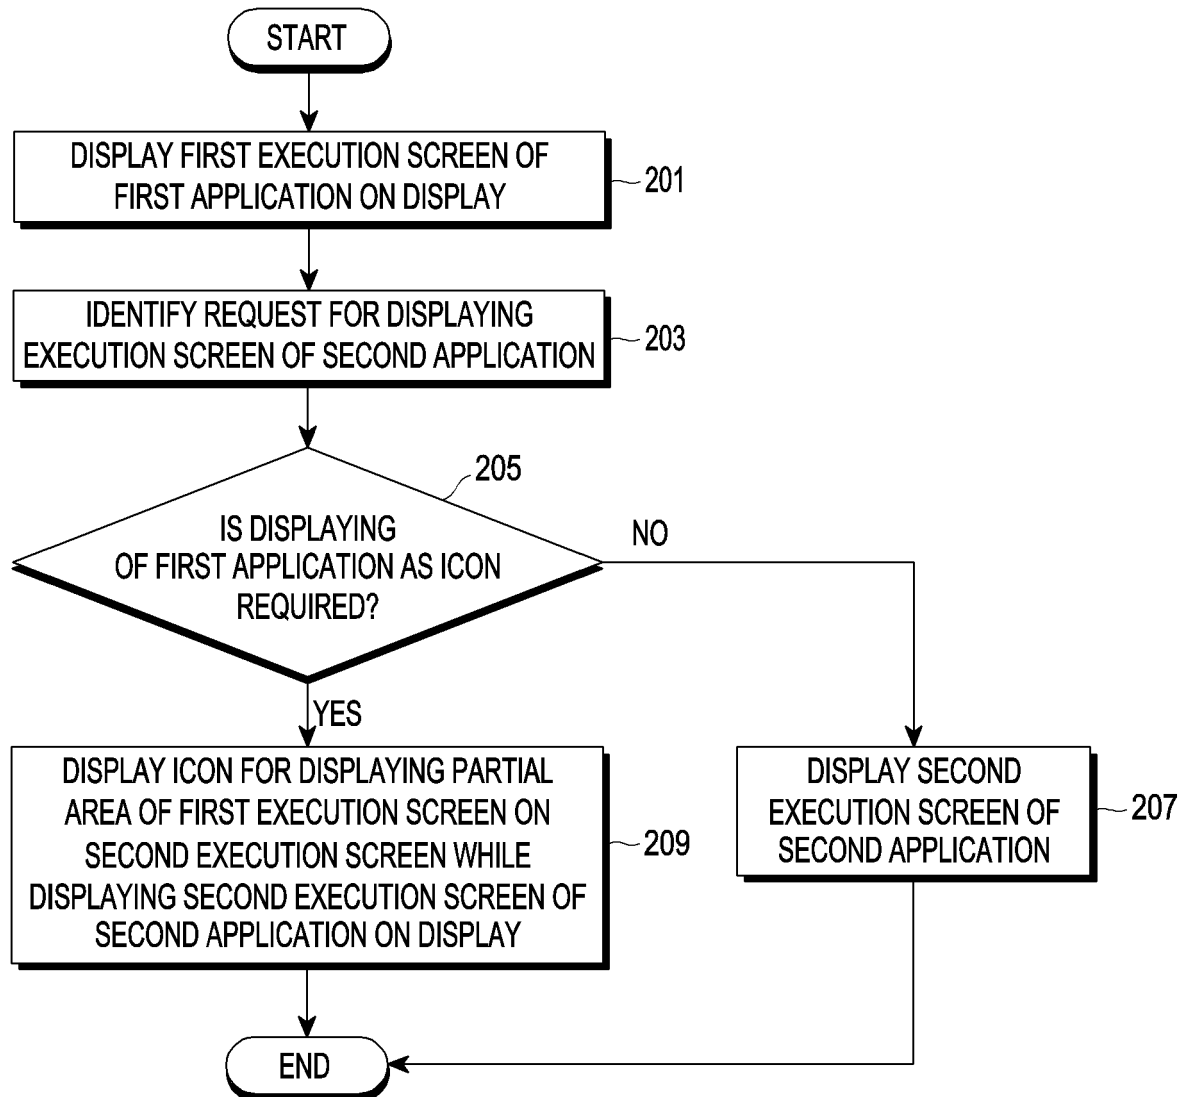 START
DISPLAY FIRST EXECUTION SCREEN OF
FIRST APPLICATION ON DISPLAY
201
IDENTIFY REQUEST FOR DISPLAYING
EXECUTION SCREEN OF SECOND APPLICATION
203
205
IS DISPLAYING
OF FIRST APPLICATION AS ICON
REQUIRED?
NO
YES
DISPLAY ICON FOR DISPLAYING PARTIAL
AREA OF FIRST EXECUTION SCREEN ON
SECOND EXECUTION SCREEN WHILE
DISPLAYING SECOND EXECUTION SCREEN OF
SECOND APPLICATION ON DISPLAY
209
DISPLAY SECOND
EXECUTION SCREEN OF
SECOND APPLICATION
207
END